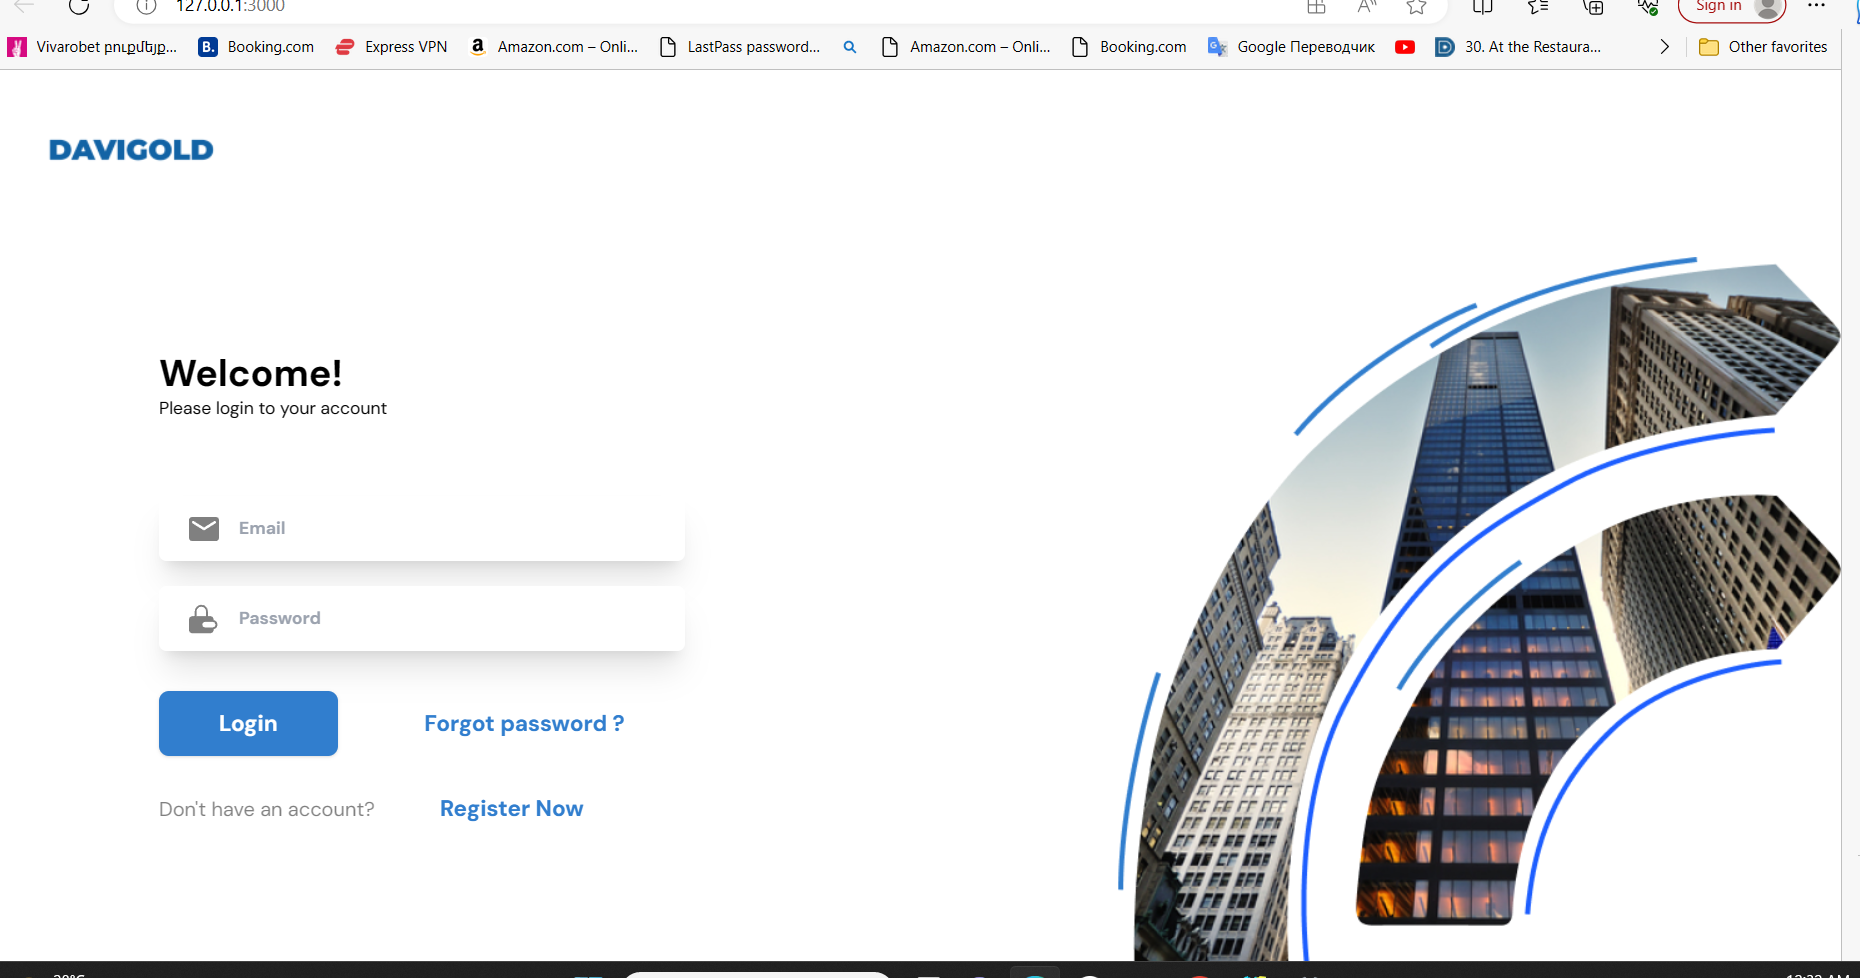 127.0.0.1:3000
Sign in
Vivarobet բումեյք... Booking.com Express VPN Amazon.com – Onli... LastPass password... Amazon.com – Onli... Booking.com Google Переводчик 30. At the Restaura... Other favorites
DAVIGOLD
Welcome!
Please login to your account
Email
Password
Login Forgot password ?
Don't have an account? Register Now